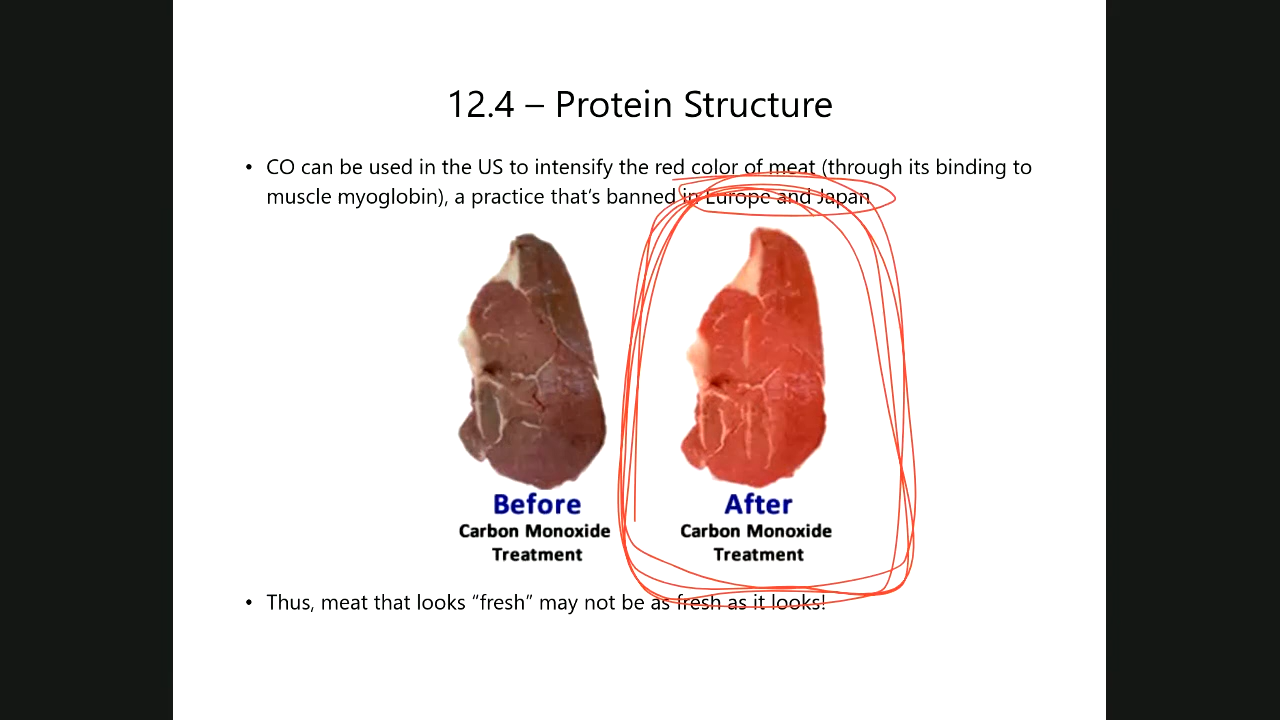 12.4 – Protein Structure
• CO can be used in the US to intensify the red color of meat (through its binding to
muscle myoglobin), a practice that‘s banned in Europe and Japan
Before
Carbon Monoxide
Treatment
After
Carbon Monoxide
Treatment
• Thus, meat that looks “fresh” may not be as fresh as it looks!